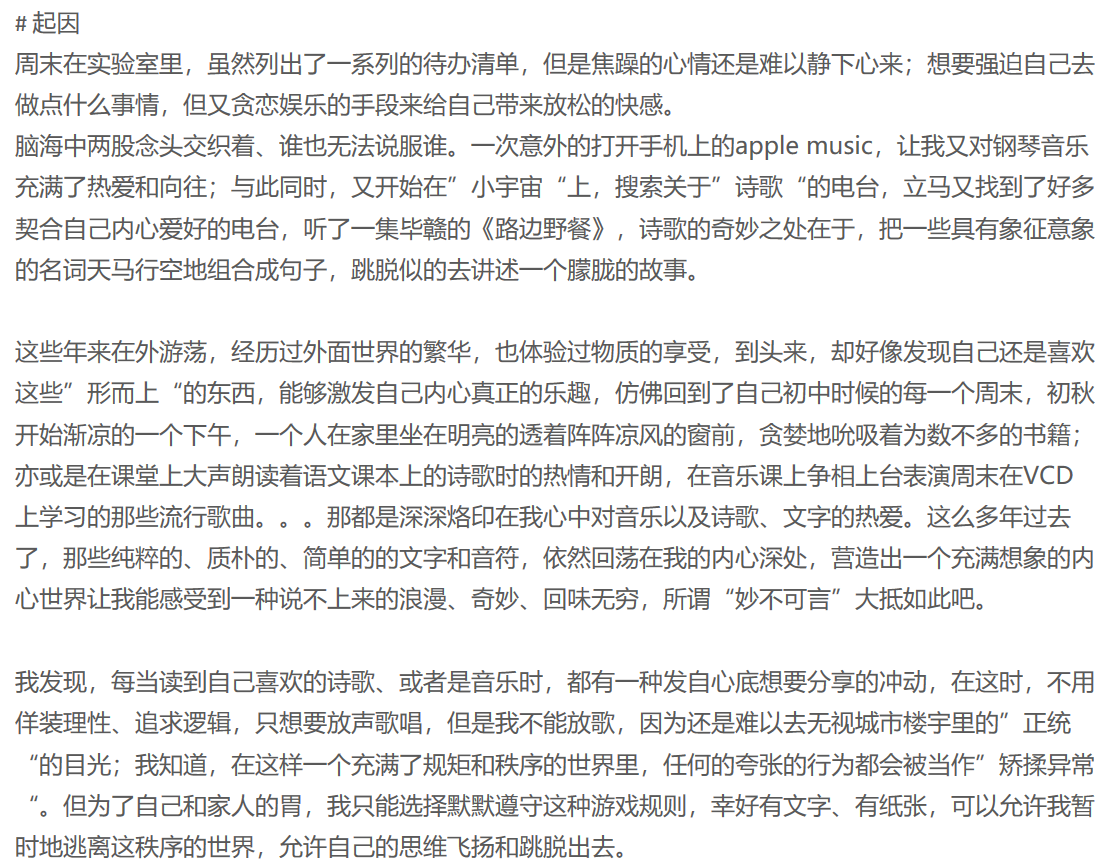 # 起因
周末在实验室里，虽然列出了一系列的待办清单，但是焦躁的心情还是难以静下心来；想要强迫自己去
做点什么事情，但又贪恋娱乐的手段来给自己带来放松的快感。
脑海中两股念头交织着、谁也无法说服谁。一次意外的打开手机上的apple music，让我又对钢琴音乐
充满了热爱和向往；与此同时，又开始在”小宇宙“上，搜索关于”诗歌“的电台，立马又找到了好多
契合自己内心爱好的电台，听了一集毕赣的《路边野餐》，诗歌的奇妙之处在于，把一些具有象征意象
的名词天马行空地组合成句子，跳脱似的去讲述一个朦胧的故事。
这些年来在外游荡，经历过外面世界的繁华，也体验过物质的享受，到头来，却好像发现自己还是喜欢
这些”形而上“的东西，能够激发自己内心真正的乐趣，仿佛回到了自己初中时候的每一个周末，初秋
开始渐凉的一个下午，一个人在家里坐在明亮的透着阵阵凉风的窗前，贪婪地吮吸着为数不多的书籍；
亦或是在课堂上大声朗读着语文课本上的诗歌时的热情和开朗，在音乐课上争相上台表演周末在VCD
上学习的那些流行歌曲。。。那都是深深烙印在我心中对音乐以及诗歌、文字的热爱。这么多年过去
了，那些纯粹的、质朴的、简单的的文字和音符，依然回荡在我的内心深处，营造出一个充满想象的内
心世界让我能感受到一种说不上来的浪漫、奇妙、回味无穷，所谓“妙不可言”大抵如此吧。
我发现，每当读到自己喜欢的诗歌、或者是音乐时，都有一种发自心底想要分享的冲动，在这时，不用
佯装理性、追求逻辑，只想要放声歌唱，但是我不能放歌，因为还是难以去无视城市楼宇里的”正统
“的目光；我知道，在这样一个充满了规矩和秩序的世界里，任何的夸张的行为都会被当作”矫揉异常
“。但为了自己和家人的胃，我只能选择默默遵守这种游戏规则，幸好有文字、有纸张，可以允许我暂
时地逃离这秩序的世界，允许自己的思维飞扬和跳脱出去。